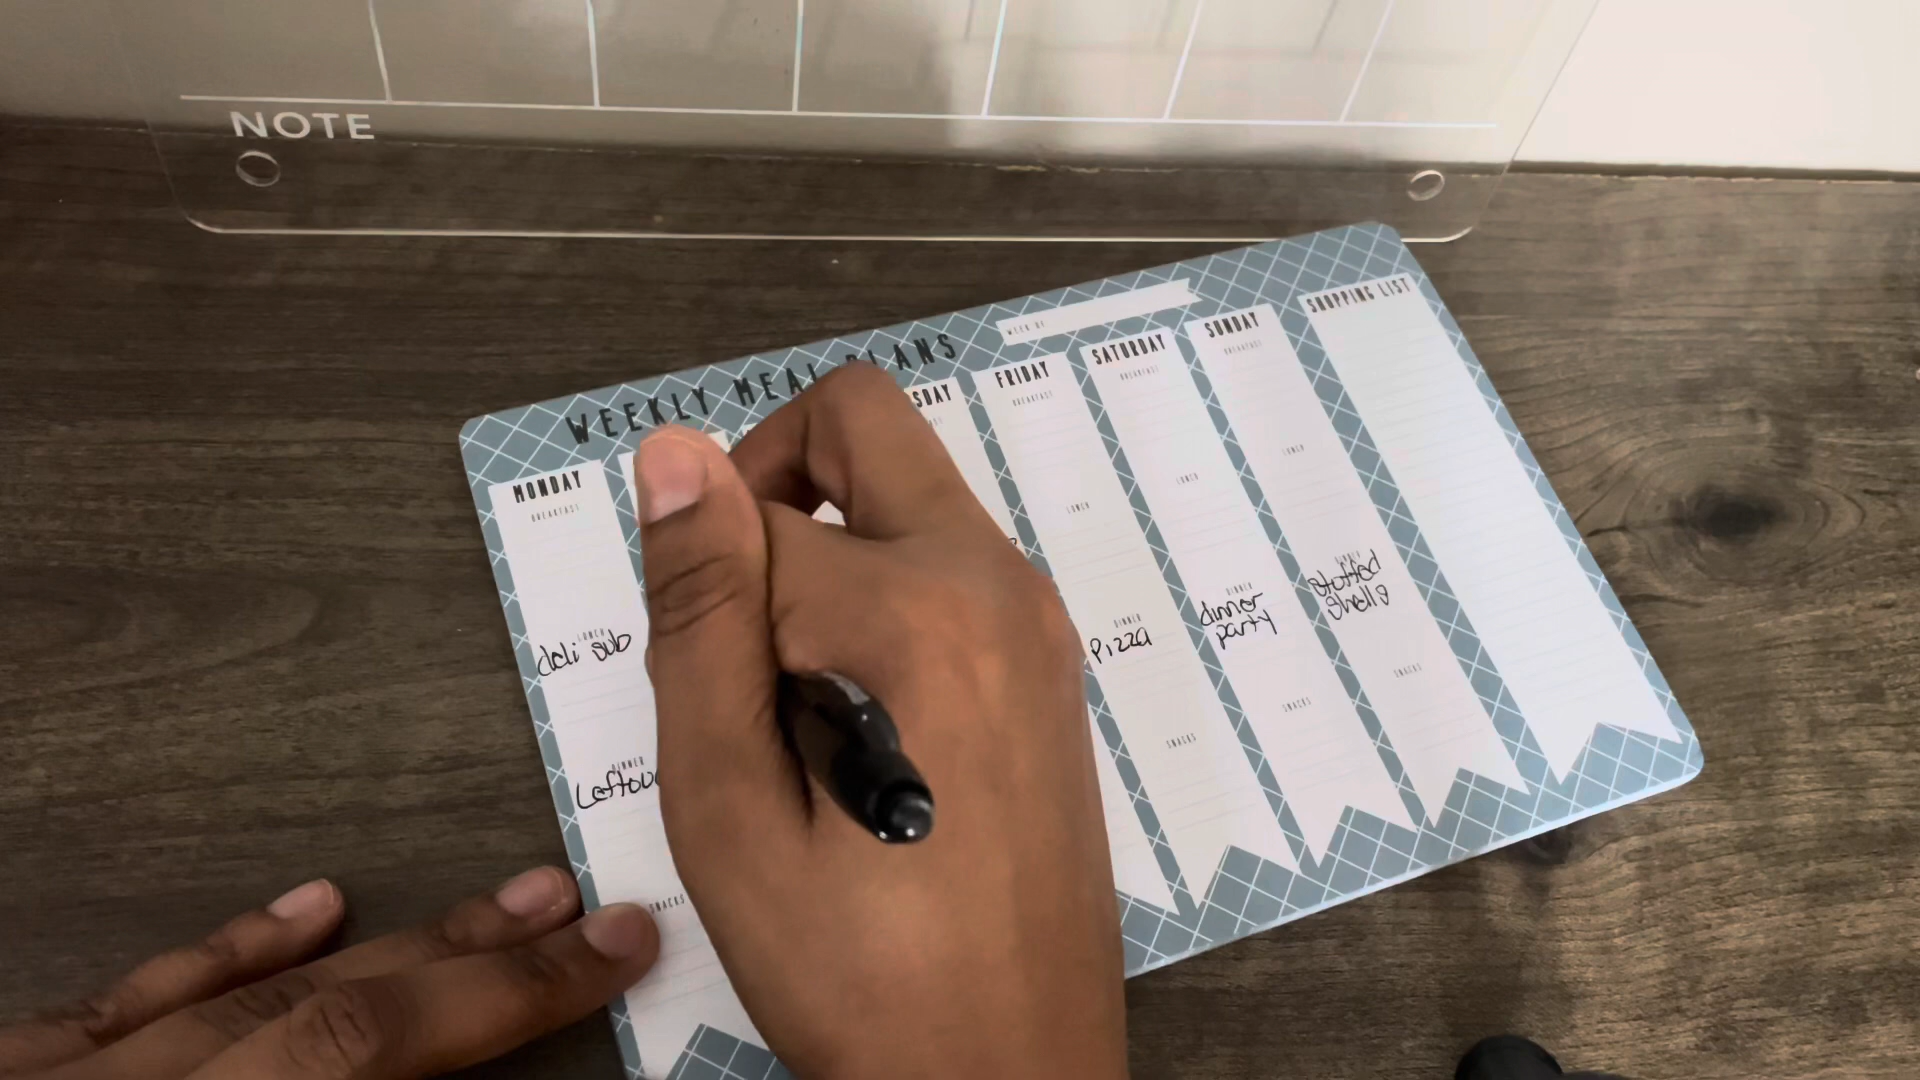 NOTE
WEEKLY MEAL PLANS
WEEK OF
MONDAY
BREAKFAST
LUNCH
deli sub
DINNER
SNACKS
FRIDAY
BREAKFAST
LUNCH
DINNER
Pizza
SNACKS
SATURDAY
BREAKFAST
LUNCH
DINNER
dinner
party
SNACKS
SUNDAY
BREAKFAST
LUNCH
DINNER
stuffed
shells
SNACKS
SHOPPING LIST